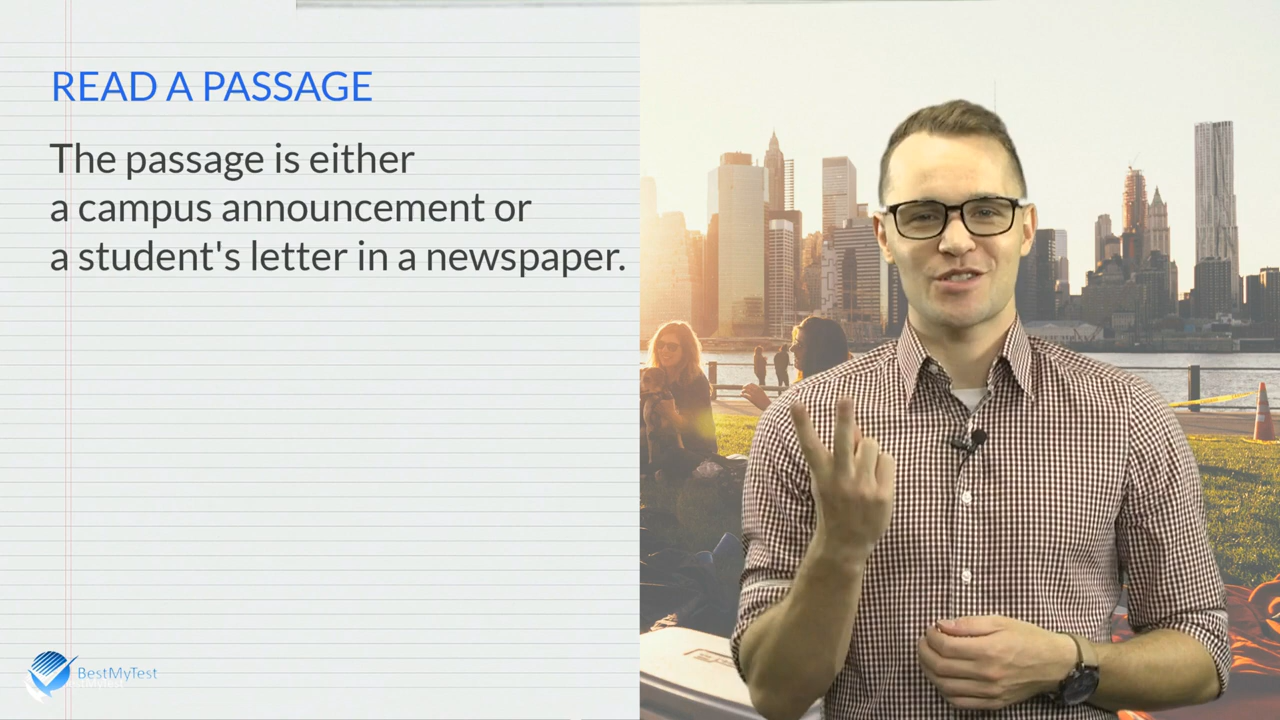 READ A PASSAGE
The passage is either
a campus announcement or
a student's letter in a newspaper.
BestMyTest